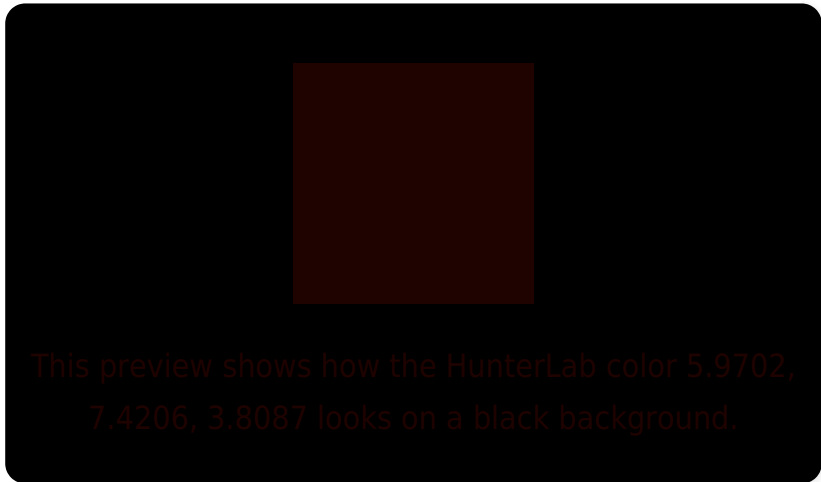 This preview shows how the HunterLab color 5.9702,
7.4206, 3.8087 looks on a black background.